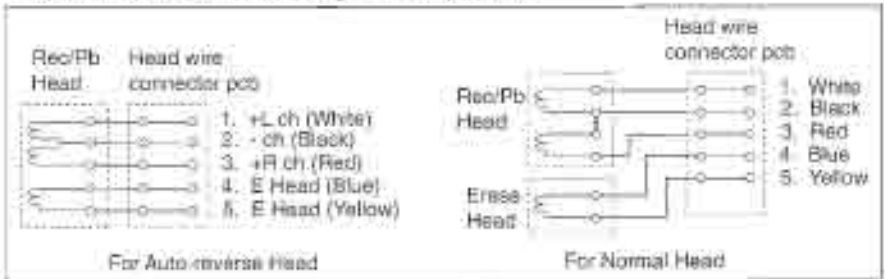 Rec/Pb Head
Head wire connector pcb
1. +L ch (White)
2. - ch (Black)
3. +R ch (Red)
4. E Head (Blue)
5. E Head (Yellow)
For Auto-reverse Head
Head wire connector pcb
Rec/Pb Head
Erase Head
1. White
2. Black
3. Red
4. Blue
5. Yellow
For Normal Head